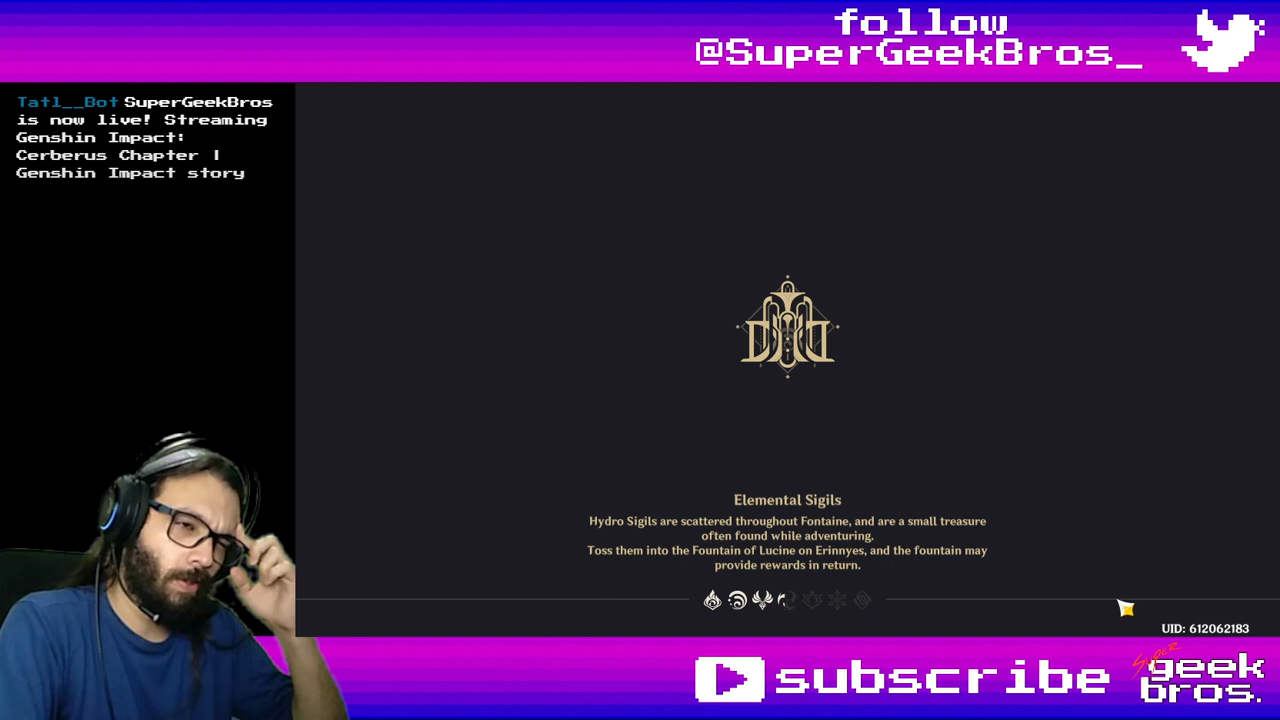 follow
@SuperGeekBros_
Tatl__Bot SuperGeekBros
is now live! Streaming
Genshin Impact:
Cerberus Chapter |
Genshin Impact story
Elemental Sigils
Hydro Sigils are scattered throughout Fontaine, and are a small treasure
often found while adventuring.
Toss them into the Fountain of Lucine on Erinnyes, and the fountain may
provide rewards in return.
UID: 612062183
subscribe
SUPER
geek
bros.